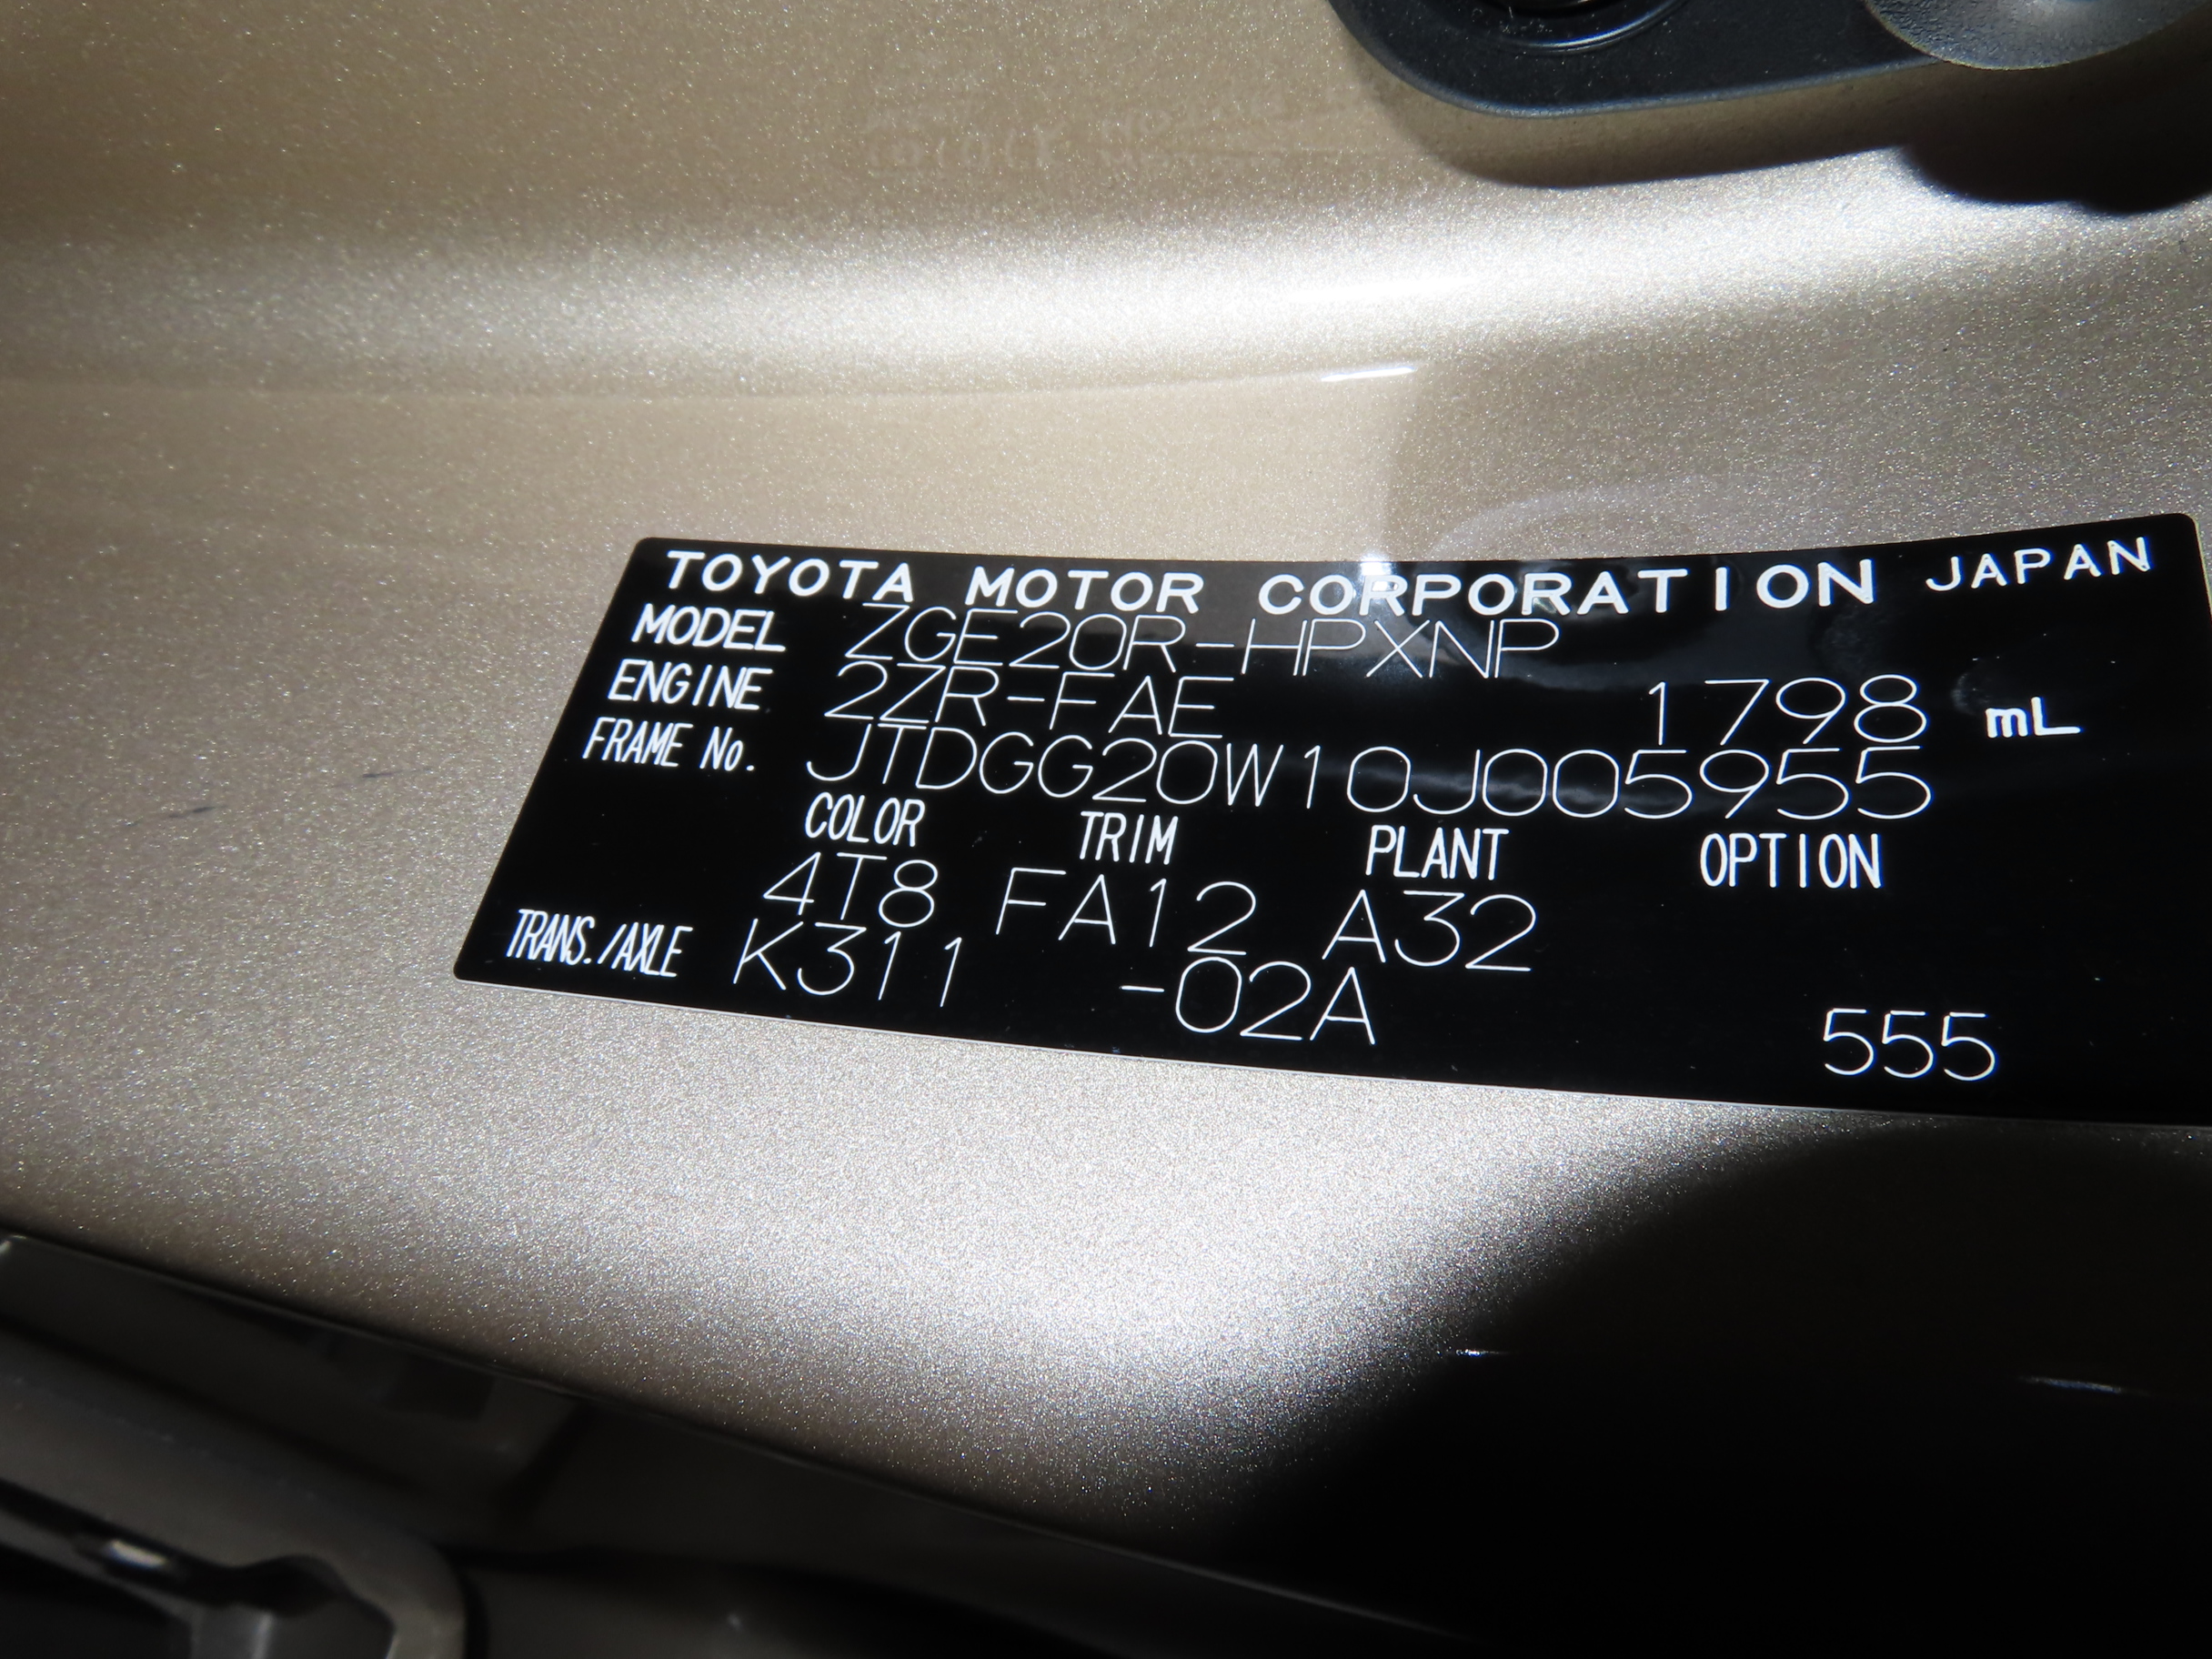 TOYOTA MOTOR CORPORATION JAPAN
MODEL ZGE20R-HPXNP
ENGINE 2ZR-FAE 1798 mL
FRAME No. JTDGG20W10J005955
COLOR TRIM PLANT OPTION
4T8 FA12 A32
TRANS./AXLE K311 -02A
555